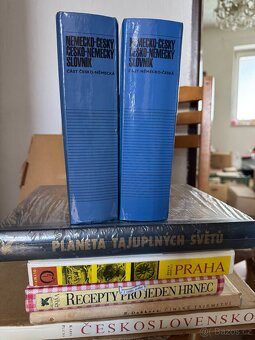 NĚMECKO-ČESKÝ
ČESKO-NĚMECKÝ
SLOVNÍK
ČÁST ČESKO-NĚMECKÁ
NĚMECKO-ČESKÝ
ČESKO-NĚMECKÝ
SLOVNÍK
ČÁST NĚMECKO-ČESKÁ
PLANETA TAJUPLNÝCH SVĚTŮ
PRAHA
RECEPTY PRO JEDEN HRNEC
ČESKOSLOVENSKO